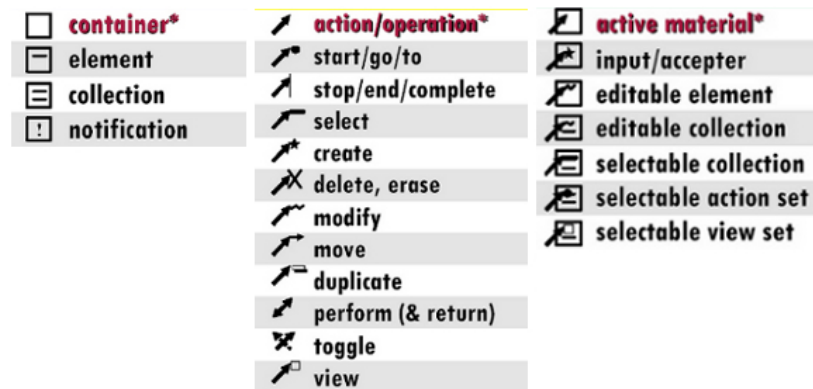 container*
element
collection
! notification
action/operation*
start/go/to
stop/end/complete
select
create
delete, erase
modify
move
duplicate
perform (& return)
toggle
view
active material*
input/accepter
editable element
editable collection
selectable collection
selectable action set
selectable view set